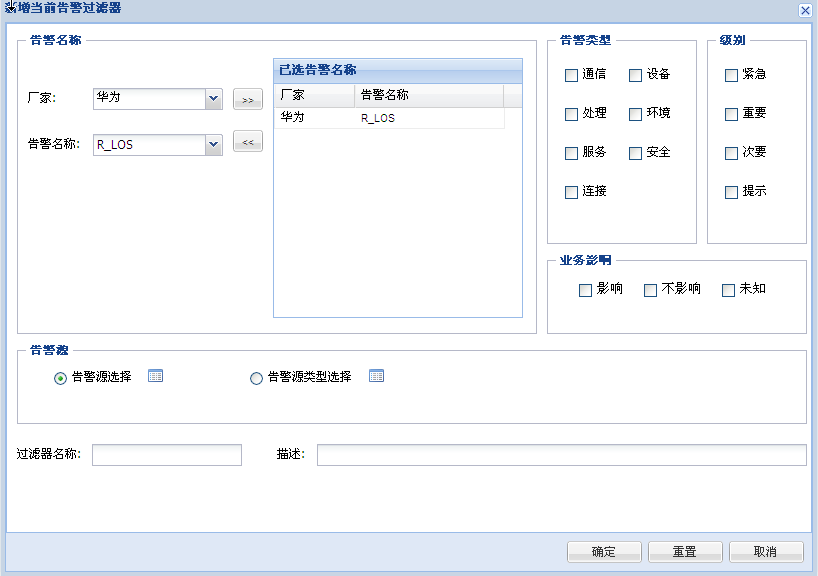 新增当前告警过滤器
告警名称
厂家:
华为
>>
告警名称:
R_LOS
<<
已选告警名称
厂家 告警名称
华为 R_LOS
告警类型
通信 设备
处理 环境
服务 安全
连接
级别
紧急
重要
次要
提示
业务影响
影响 不影响 未知
告警源
告警源选择 告警源类型选择
过滤器名称: 描述:
确定 重置 取消